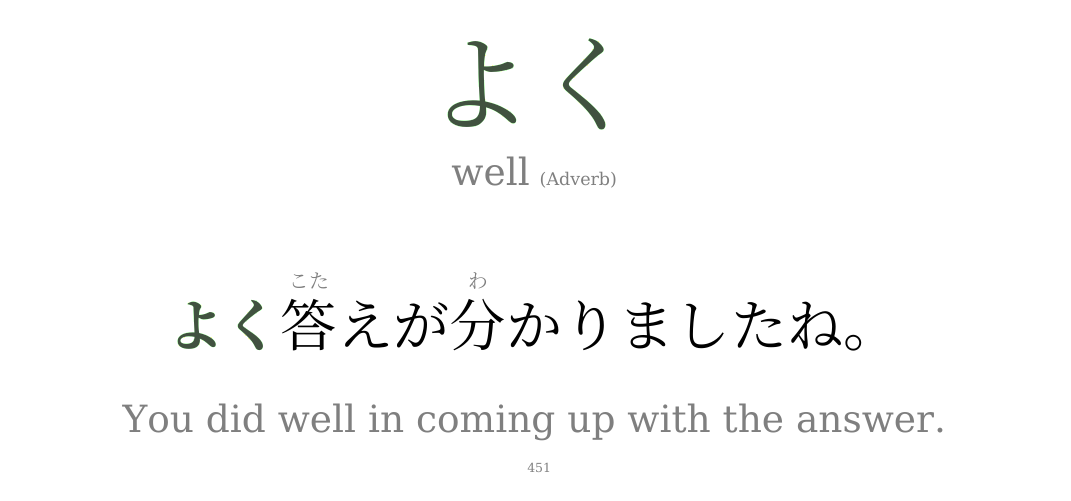 よく
well (Adverb)
こた わ
よく答えが分かりましたね。
You did well in coming up with the answer.
451